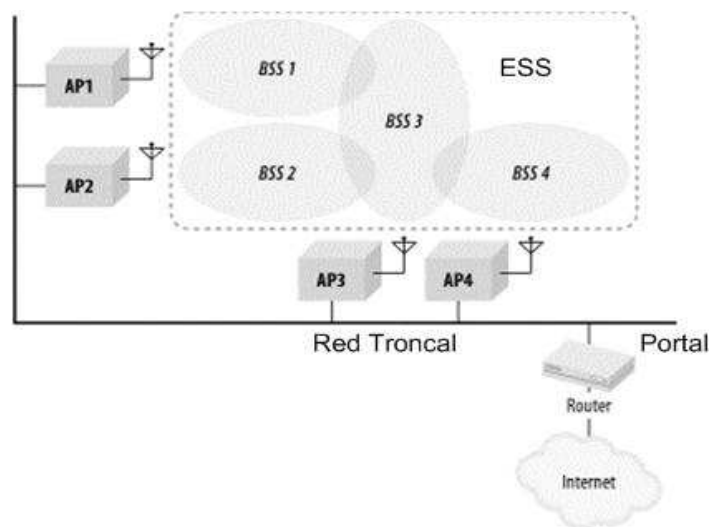 AP1
BSS 1
ESS
BSS 3
AP2
BSS 2
BSS 4
AP3
AP4
Red Troncal
Portal
Router
Internet